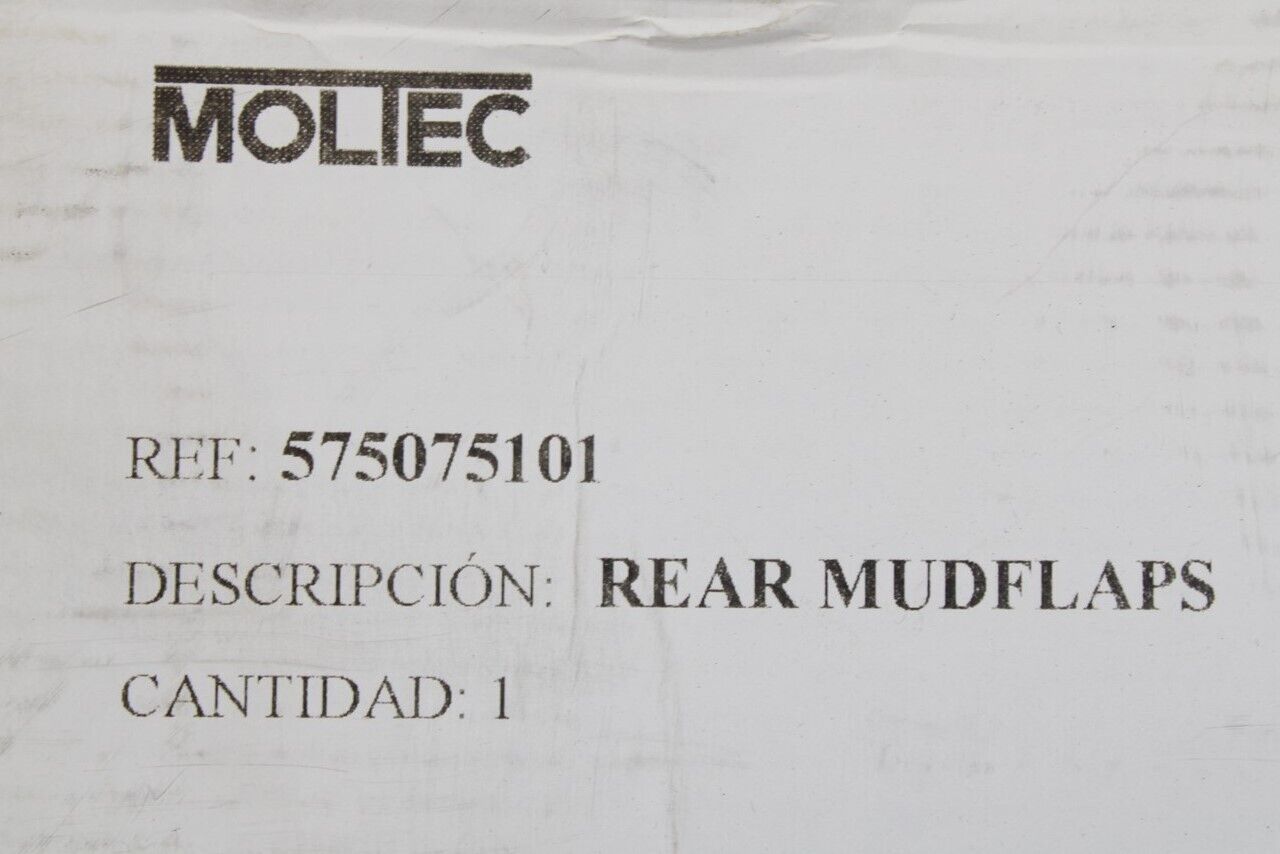 MOLTEC
REF: 575075101
DESCRIPCIÓN: REAR MUDFLAPS
CANTIDAD: 1